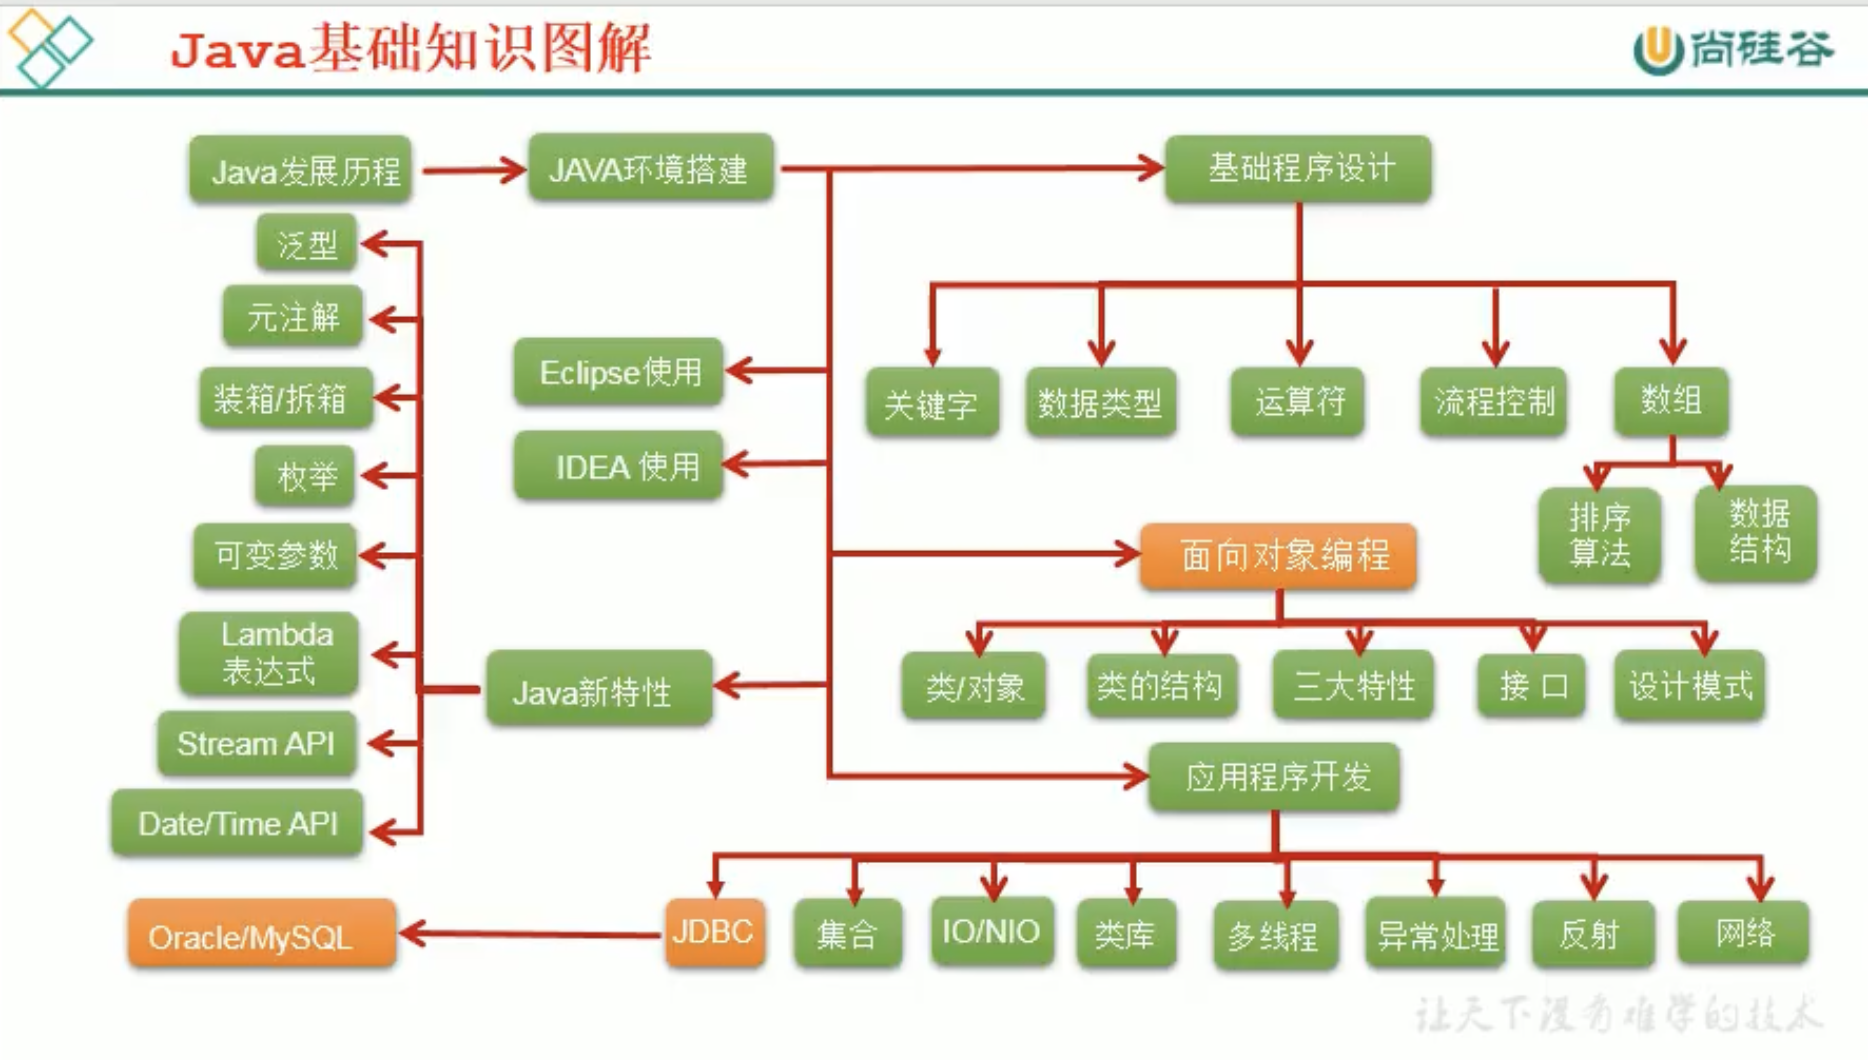 Java基础知识图解
尚硅谷
Java发展历程
JAVA环境搭建
基础程序设计
泛型
元注解
装箱/拆箱
枚举
可变参数
Lambda
表达式
Stream API
Date/Time API
Eclipse使用
IDEA 使用
Java新特性
关键字
数据类型
运算符
流程控制
数组
排序
算法
数据
结构
面向对象编程
类/对象
类的结构
三大特性
接 口
设计模式
应用程序开发
Oracle/MySQL
JDBC
集合
IO/NIO
类库
多线程
异常处理
反射
网络
让天下没有难学的技术